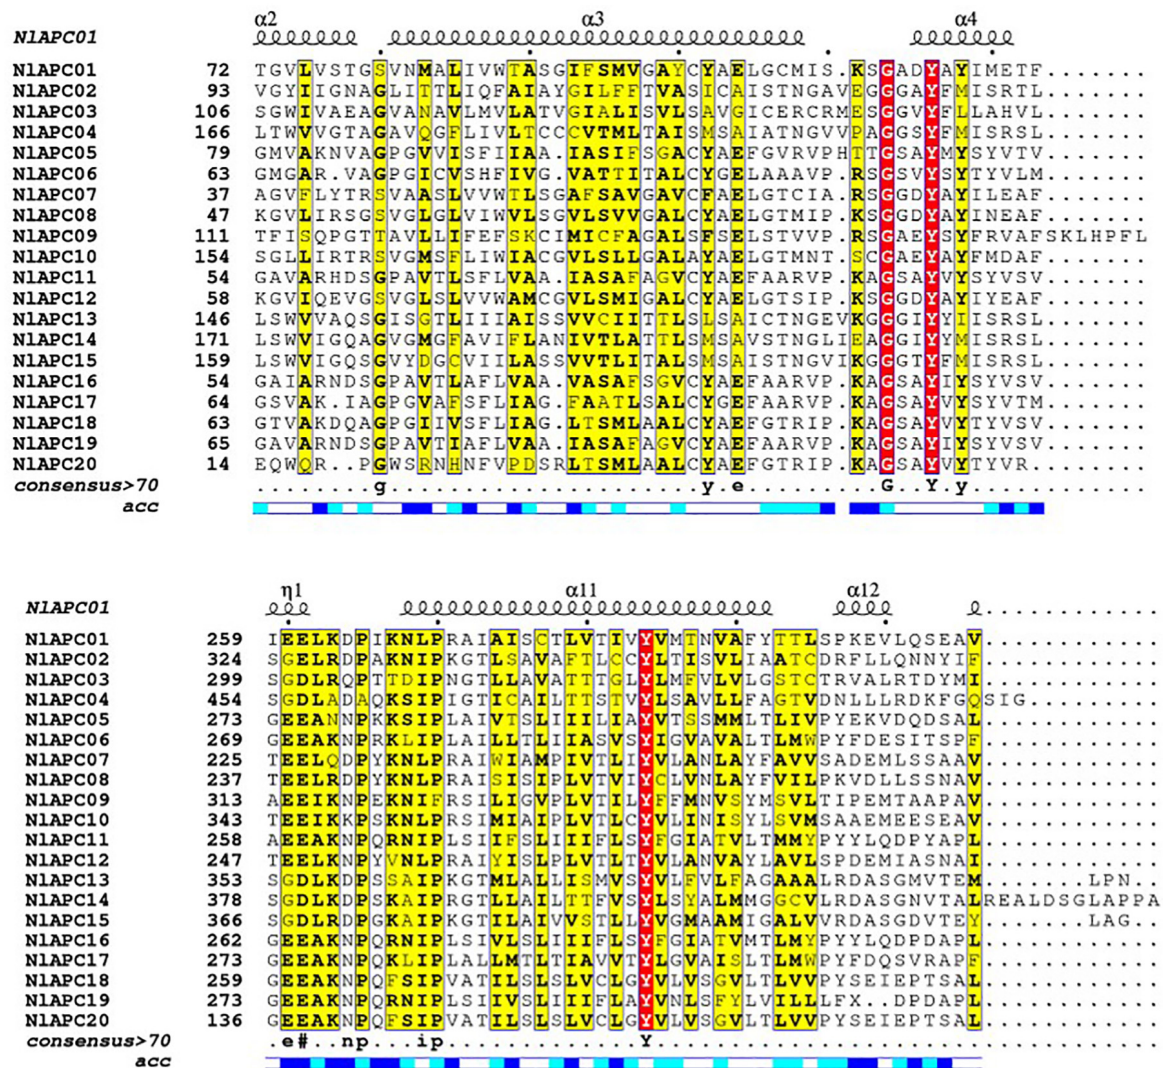 α2 α3 α4
NlAPC01
NlAPC01 72 TGVLVSTGSVNMALIVWTASGIFSMVGAYCYAELGCMIS.KSGADYAYIMETF.......
NlAPC02 93 VGYIIGNAGLITTLIQFAIAYGILFFTVASICAISTNGAVEGGGAYFMISRTL.......
NlAPC03 106 SGWIVAEAGVANAVLMVLATVGIALISVLSAVGICERCRMESGGVYFLLAHVL.......
NlAPC04 166 LTWVVGTAGVAQGFLIVLTCCCVTMLTAISMSAIATNGVVPAGGSYFMISRSL.......
NlAPC05 79 GMVAKNVAGPGVVISFIIAA.IASIFSGACYAEFGVRVPHTTGSAYMYSYVTV.......
NlAPC06 63 GMGAR.VAGPGICVSHFIVG.VATTITALCYGELAAAVP.RSGSVYSYTYVLM.......
NlAPC07 37 AGVFLYTRSVAASLVVWTLSGAFSAVGAVCFAELGTCIA.RSGGDYAYILEAF.......
NlAPC08 47 KGVLIRSGSVGLGLVIWVLSGVLSVVGALCYAELGTMIP.KSGGDYAYINEAF.......
NlAPC09 111 TFISQPGTTAVLLIFEFSKCIMICFAGALSFSELSTVVP.RSGAEYSYFRVAFSKLHPFL
NlAPC10 154 SGLLIRTRSVGMSFLIWIACGVLSLLGALAYAELGTMNT.SCGAEYAYFMDAF.......
NlAPC11 54 GAVARHDSGPAVTLSFLVAA.IASAFAGVCYAEFAARVP.KAGSAYVYSYVSV.......
NlAPC12 58 KGVIQEVGSVGLSLVVWAMCGVLSMIGALCYAELGTSIP.KSGGDYAYIYEAF.......
NlAPC13 146 LSWVVAQSGISGTLIIIAISSVVCIITTLSLSAICTNGEVKGGGIYYIISRSL.......
NlAPC14 171 LSWVIGQAGVGMGFAVIFLANIVTLATTLSMSAVSTNGLIEAGGIYYMISRSL.......
NlAPC15 159 LSWVIGQSGVYDGCVIILASSVVTLITALSMSAISTNGVIKGGGTYYMISRSL.......
NlAPC16 54 GAIARNDSGPAVTLAFLVAA.VASAFSGVCYAEFAARVP.KAGSAYIYSYVSV.......
NlAPC17 64 GSVAK.IAGPGVAFSFLIAG.FAATLSALCYGEFAARVP.KAGSAYVYSYVTM.......
NlAPC18 63 GTVAKDQAGPGIIVSFLIAG.LTSMLAALCYAEFGTRIP.KAGSAYVYTYVSV.......
NlAPC19 65 GAVARNDSGPAVTIAFLVAA.IASAFAGVCYAEFAARVP.KAGSAYIYSYVSV.......
NlAPC20 14 EQWQR..PGWSRNHNFVPDSRLTSMLAALCYAEFGTRIP.KAGSAYVYTYVR........
consensus>70 ........g.....................y.e.........G..Y.y............
acc
η1 α11 α12
NlAPC01
NlAPC01 259 IEELKDPIKNLPRAIAISCTLVTIVYVMTNVAFYTTLSPKEVLQSEAV............
NlAPC02 324 SGELRDPAKNIPKGTLSAVAFTLCCYLTISVLIAATCDRFLLQNNYIF............
NlAPC03 299 SGDLRQPTTDIPNGTLLAVATTTGLYLMFVLVLGSTCTRVALRTDYMI............
NlAPC04 454 SGDLADAQKSIPIGTICAILTTSTVYLSAVLLFAGTVDNLLLRDKFGQSIG.........
NlAPC05 273 GEEANNPKKSIPLAIVTSLIIILIAYVTSSMMLTLIVPYEKVDQDSAL............
NlAPC06 269 GEEAKNPRKLIPLAILLTLIIASVSYIGVAVALTLMWPYFDESITSPF............
NlAPC07 225 TEELQDPYKNLPRAIWIAMPIVTLIYVLANLAYFAVVSADEMLSSAAV............
NlAPC08 237 TEELRDPYKNLPRAISISIPLVTVIYCLVNLAYFVILPKVDLLSSNAV............
NlAPC09 313 AEEIKNPEKNIFRSILIGVPLVTILYFFMNVSYMSVLTIPEMTAAPAV............
NlAPC10 343 TEEIKKPSKNLPRSIMIAIPLVTLCYVLINISYLSVMSAAEMEESEAV............
NlAPC11 258 AEEAKNPQRNIPLSIIFSLIIIFLSYFGIATVLTMMYPYYLQDPYAPL............
NlAPC12 247 TEELKNPYVNLPRAIYISLPLVTLTYVLANVAYLAVLSPDEMIASNAI............
NlAPC13 353 SGDLKDPSSAIPKGTMLALLISMVSYVLFVLFAGAAALRDASGMVTEM.......LPN..
NlAPC14 378 SGDLRDPSKAIPKGTLLAILTTFVSYLSYALMMGGCVLRDASGNVTALREALDSGLAPPA
NlAPC15 366 SGDLRDPQKAIPKGTILAIVVSTLLYVGMAAMIGALVVRDASGDVTEY.......LAG..
NlAPC16 262 GEEAKNPQRNIPLSIVLSLIIIFLSYFGIATVMTLMYPYYLQDPDAPL............
NlAPC17 273 GEEAKNPQKLIPLALLMTLTIAVVTYLGVAISLTLMWPYFDQSVRAPF............
NlAPC18 259 GEEAKNPQFSIPVATILSLSLVCLGYVLVSGVLTLVVPYSEIEPTSAL............
NlAPC19 273 GEEAKNPQRNIPLSIIVSLIIIFLAYVNLSFYLVILLLFX..DPDAPL............
NlAPC20 136 GEEAKNPQFSIPVATILSLSLVCLGYVLVSGVLTLVVPYSEIEPTSAL............
consensus>70 .e#..np...ip.............Y..................................
acc